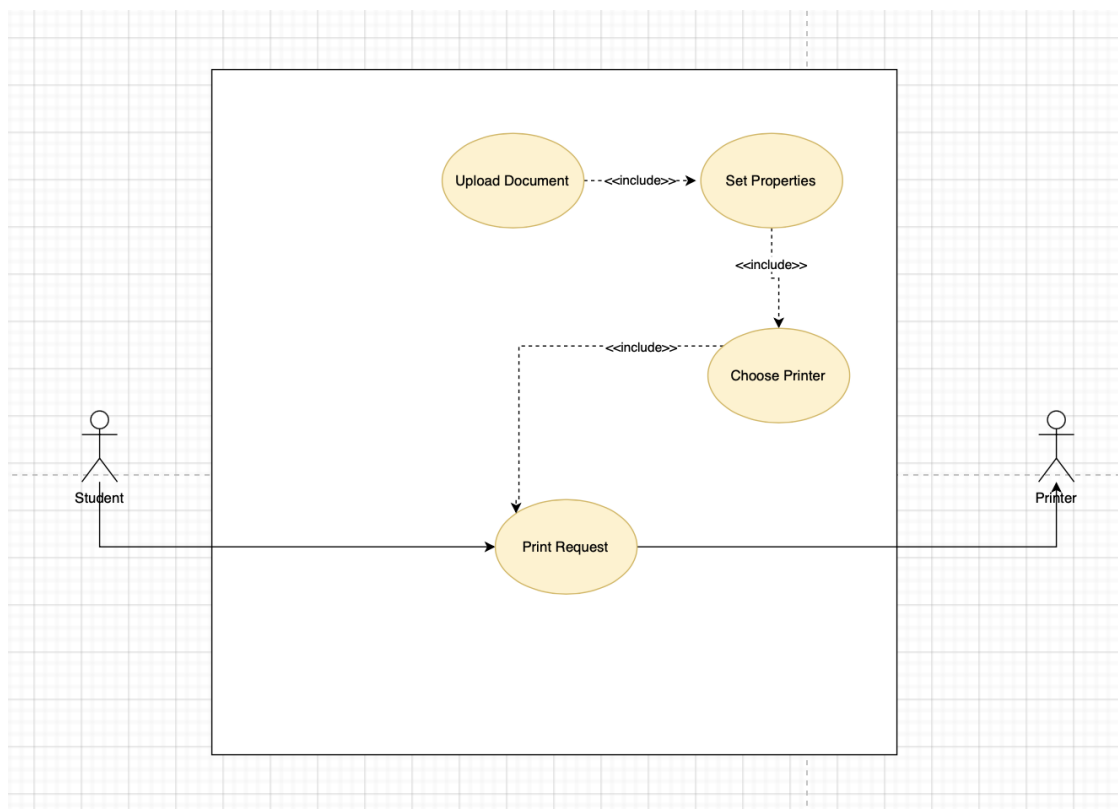 Upload Document
<<include>>
Set Properties
<<include>>
<<include>>
Choose Printer
Student
Printer
Print Request